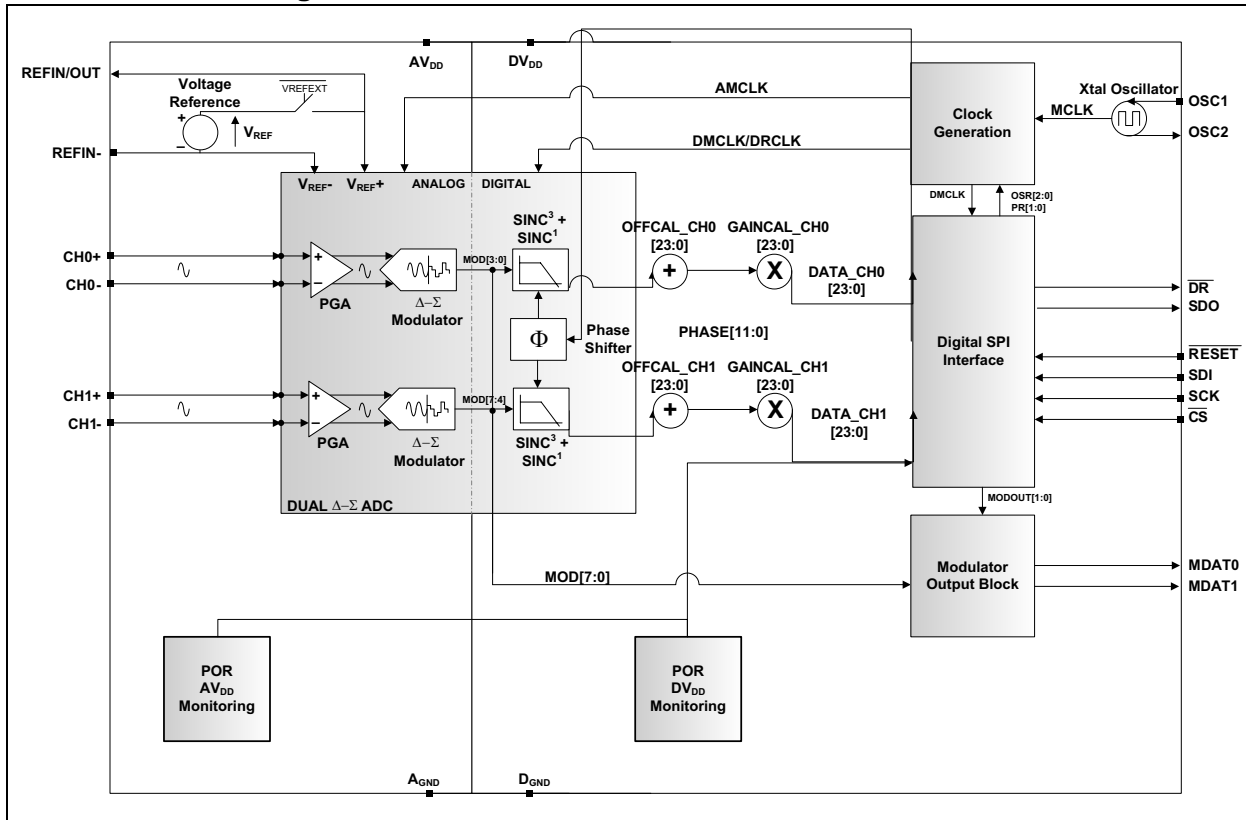 AVDD
DVDD
REFIN/OUT
Voltage
Reference
VREFEXT
+
–
VREF
REFIN-
AMCLK
DMCLK/DRCLK
Clock
Generation
Xtal Oscillator
MCLK
OSC1
OSC2
VREF-
VREF+
ANALOG
DIGITAL
DMCLK
OSR[2:0]
PR[1:0]
SINC3 +
SINC1
OFFCAL_CH0
[23:0]
GAINCAL_CH0
[23:0]
CH0+
CH0-
+
–
PGA
Δ–Σ
Modulator
MOD[3:0]
+
X
DATA_CH0
[23:0]
Φ
Phase
Shifter
PHASE[11:0]
Digital SPI
Interface
DR
SDO
RESET
SDI
SCK
CS
OFFCAL_CH1
[23:0]
GAINCAL_CH1
[23:0]
CH1+
CH1-
+
–
PGA
Δ–Σ
Modulator
MOD[7:4]
SINC3 +
SINC1
+
X
DATA_CH1
[23:0]
DUAL Δ–Σ ADC
MODOUT[1:0]
MOD[7:0]
Modulator
Output Block
MDAT0
MDAT1
POR
AVDD
Monitoring
POR
DVDD
Monitoring
AGND
DGND